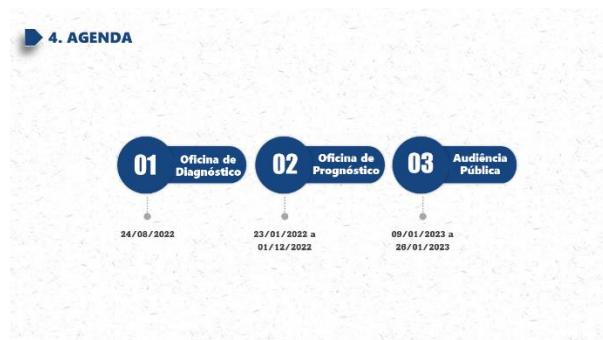 4. AGENDA
01
Oficina de
Diagnóstico
02
Oficina de
Prognóstico
03
Audiência
Pública
24/08/2022
23/01/2022 a
01/12/2022
09/01/2023 a
26/01/2023